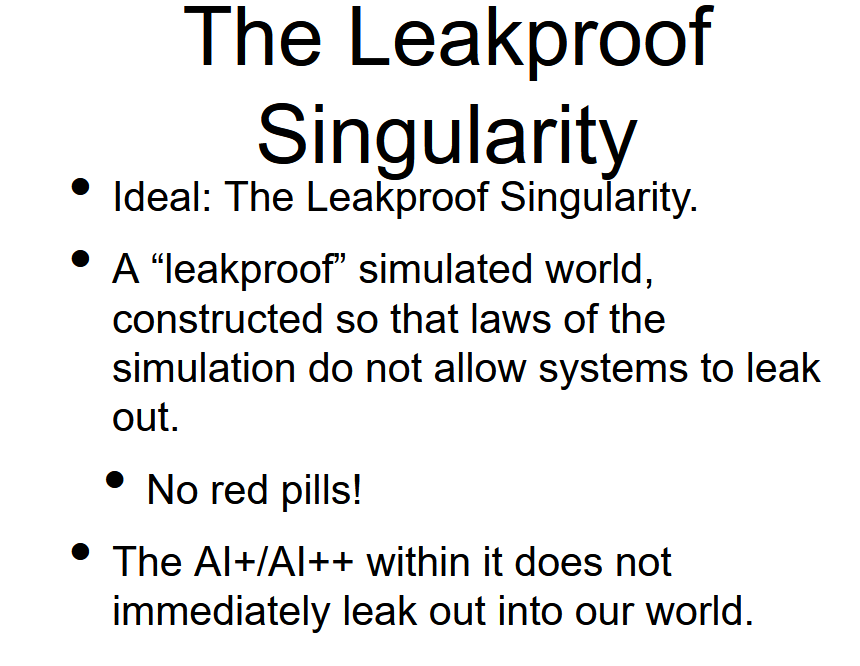 The Leakproof
Singularity
• Ideal: The Leakproof Singularity.
• A “leakproof” simulated world,
constructed so that laws of the
simulation do not allow systems to leak
out.
• No red pills!
• The AI+/AI++ within it does not
immediately leak out into our world.